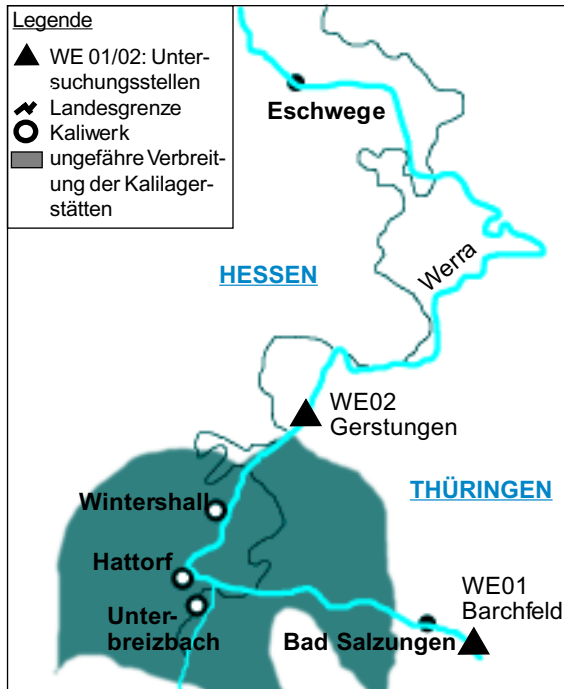 Legende
WE 01/02: Unter-
suchungsstellen
Landesgrenze
Kaliwerk
ungefähre Verbreit-
ung der Kalilager-
stätten
Eschwege
HESSEN
Werra
WE02
Gerstungen
THÜRINGEN
Wintershall
Hattorf
WE01
Barchfeld
Unter-
breizbach
Bad Salzungen